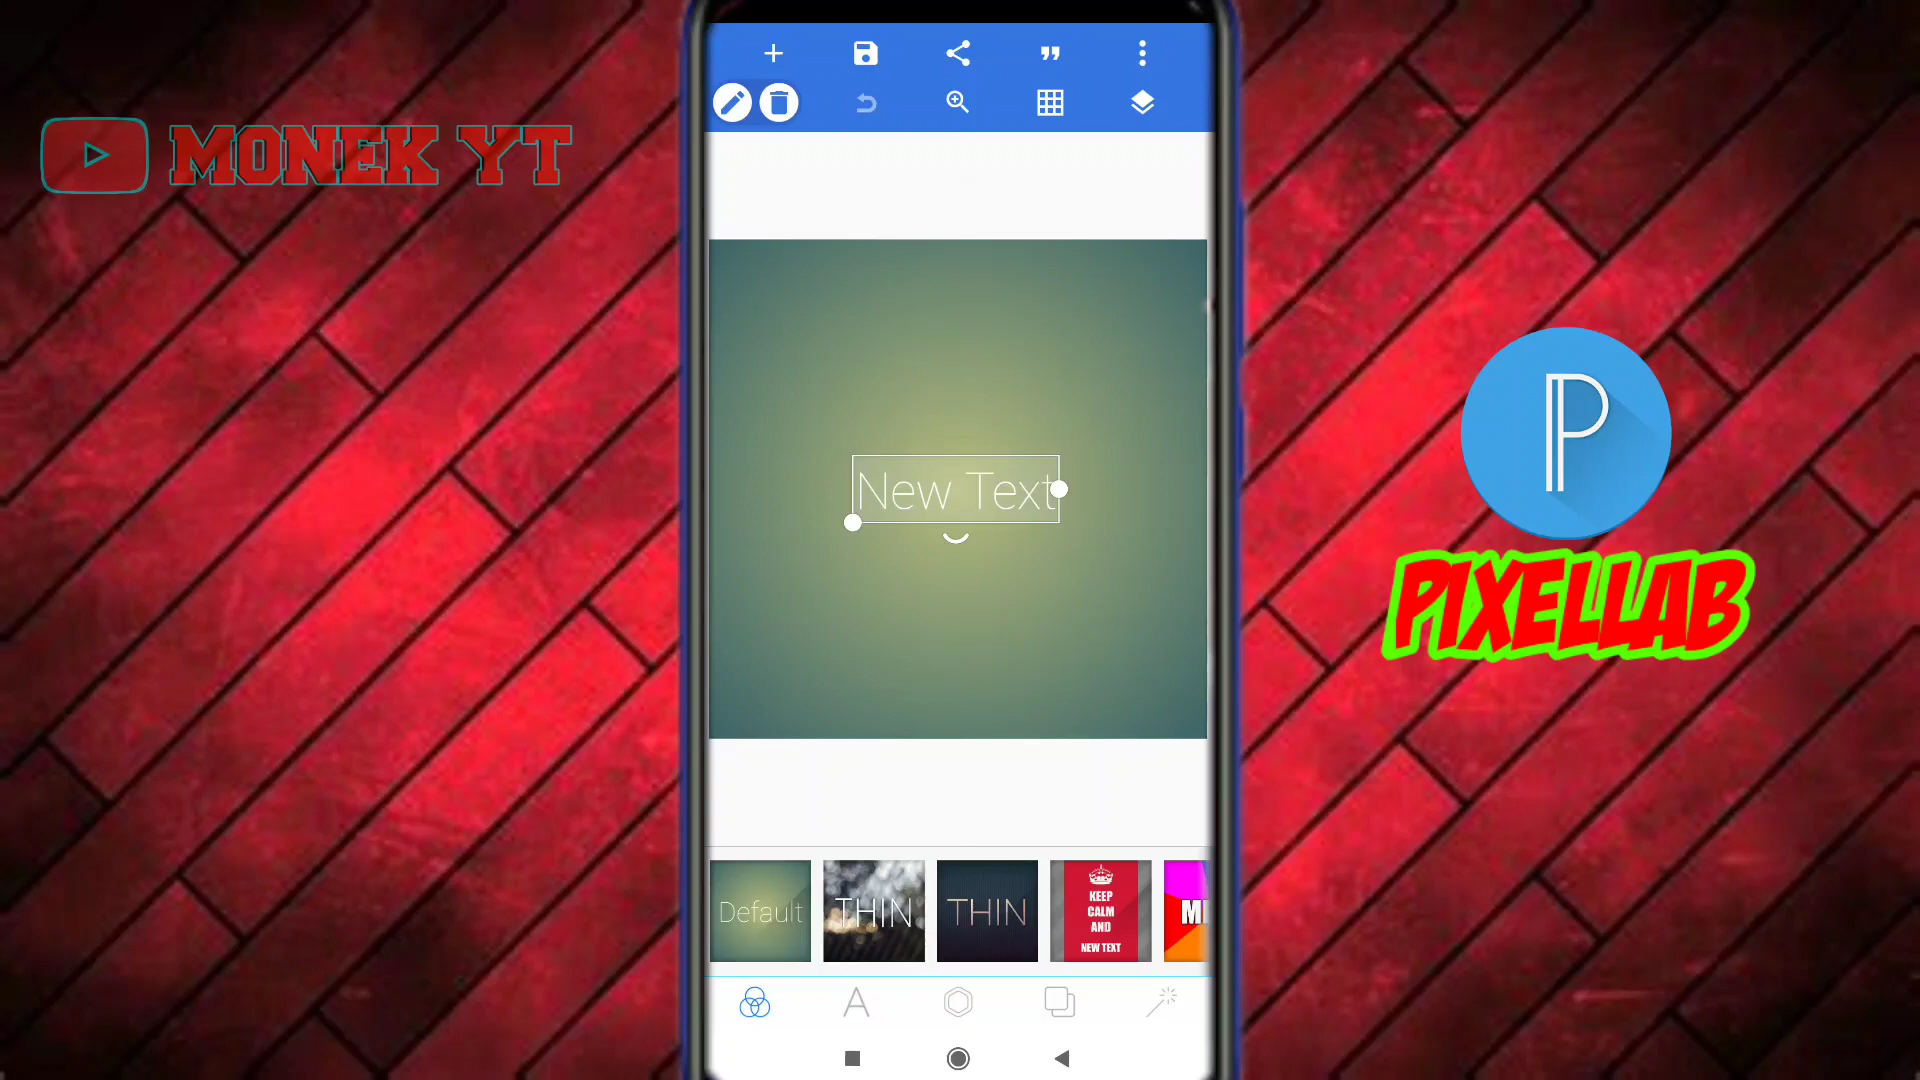 MONEK YT
New Text
PIXELLAB
Default
THIN
THIN
KEEP
CALM
AND
NEW TEXT